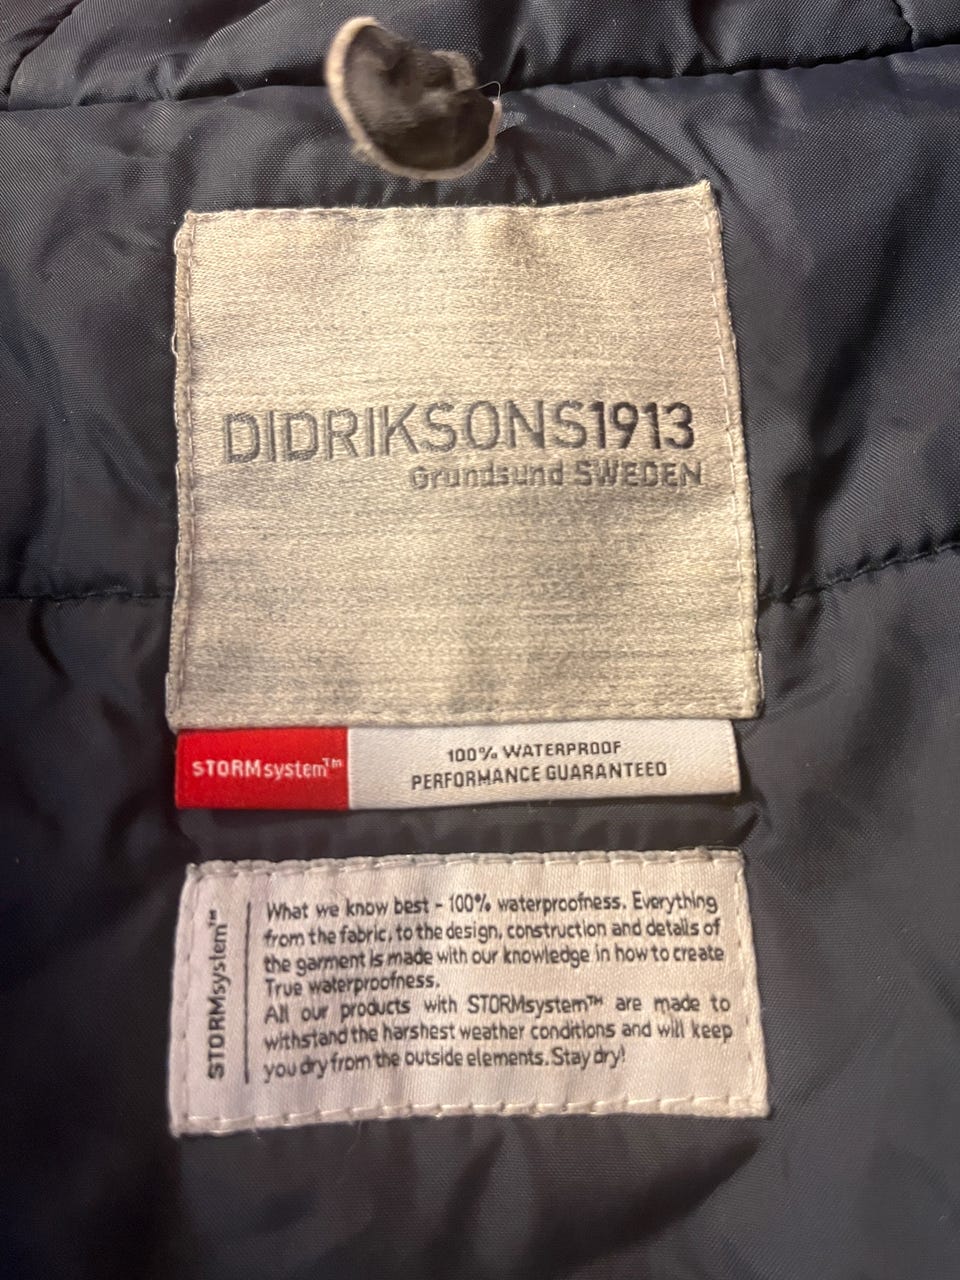 DIDRIKSONS1913
Grundsund SWEDEN
STORMsystem™
100% WATERPROOF
PERFORMANCE GUARANTEED
STORMsystem™
What we know best - 100% waterproofness. Everything
from the fabric, to the design, construction and details of
the garment is made with our knowledge in how to create
True waterproofness.
All our products with STORMsystem™ are made to
withstand the harshest weather conditions and will keep
you dry from the outside elements. Stay dry!